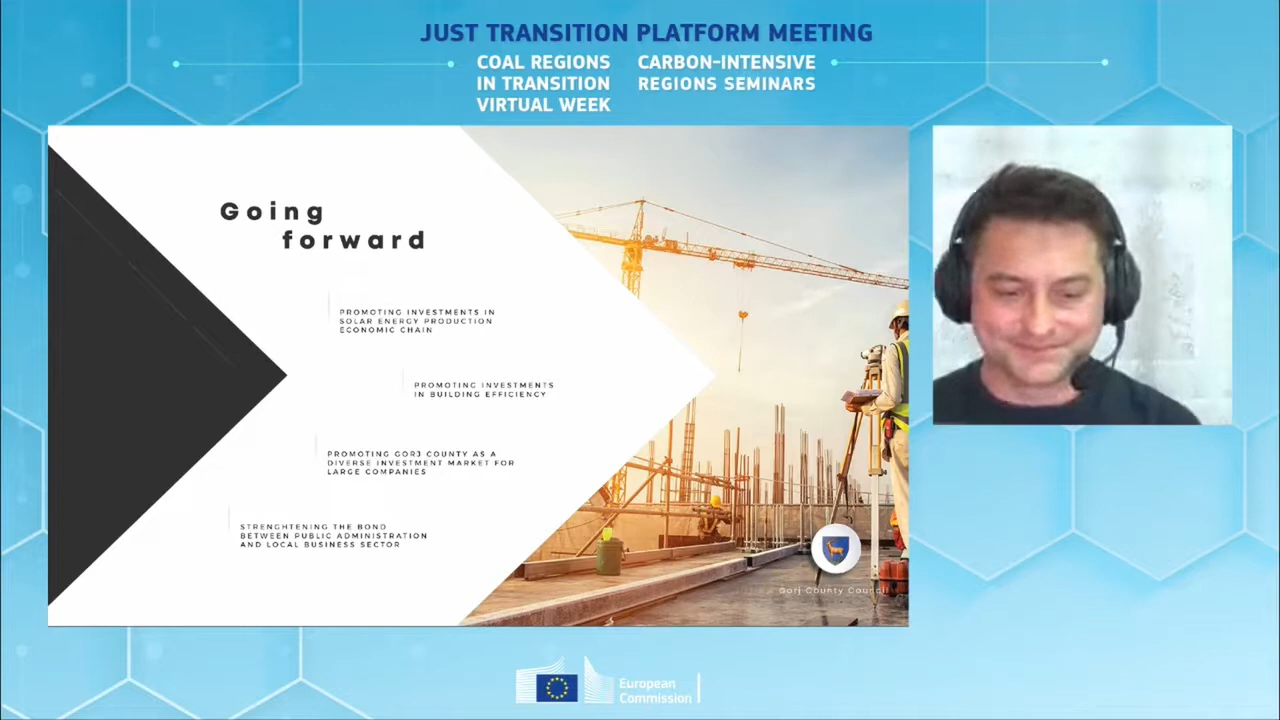 JUST TRANSITION PLATFORM MEETING
COAL REGIONS
IN TRANSITION
VIRTUAL WEEK
CARBON-INTENSIVE
REGIONS SEMINARS
Going
forward
PROMOTING INVESTMENTS IN
SOLAR ENERGY PRODUCTION
ECONOMIC CHAIN
PROMOTING INVESTMENTS
IN BUILDING EFFICIENCY
PROMOTING GORJ COUNTY AS A
DIVERSE INVESTMENT MARKET FOR
LARGE COMPANIES
STRENGHTENING THE BOND
BETWEEN PUBLIC ADMINISTRATION
AND LOCAL BUSINESS SECTOR
Gorj County Council
European
Commission